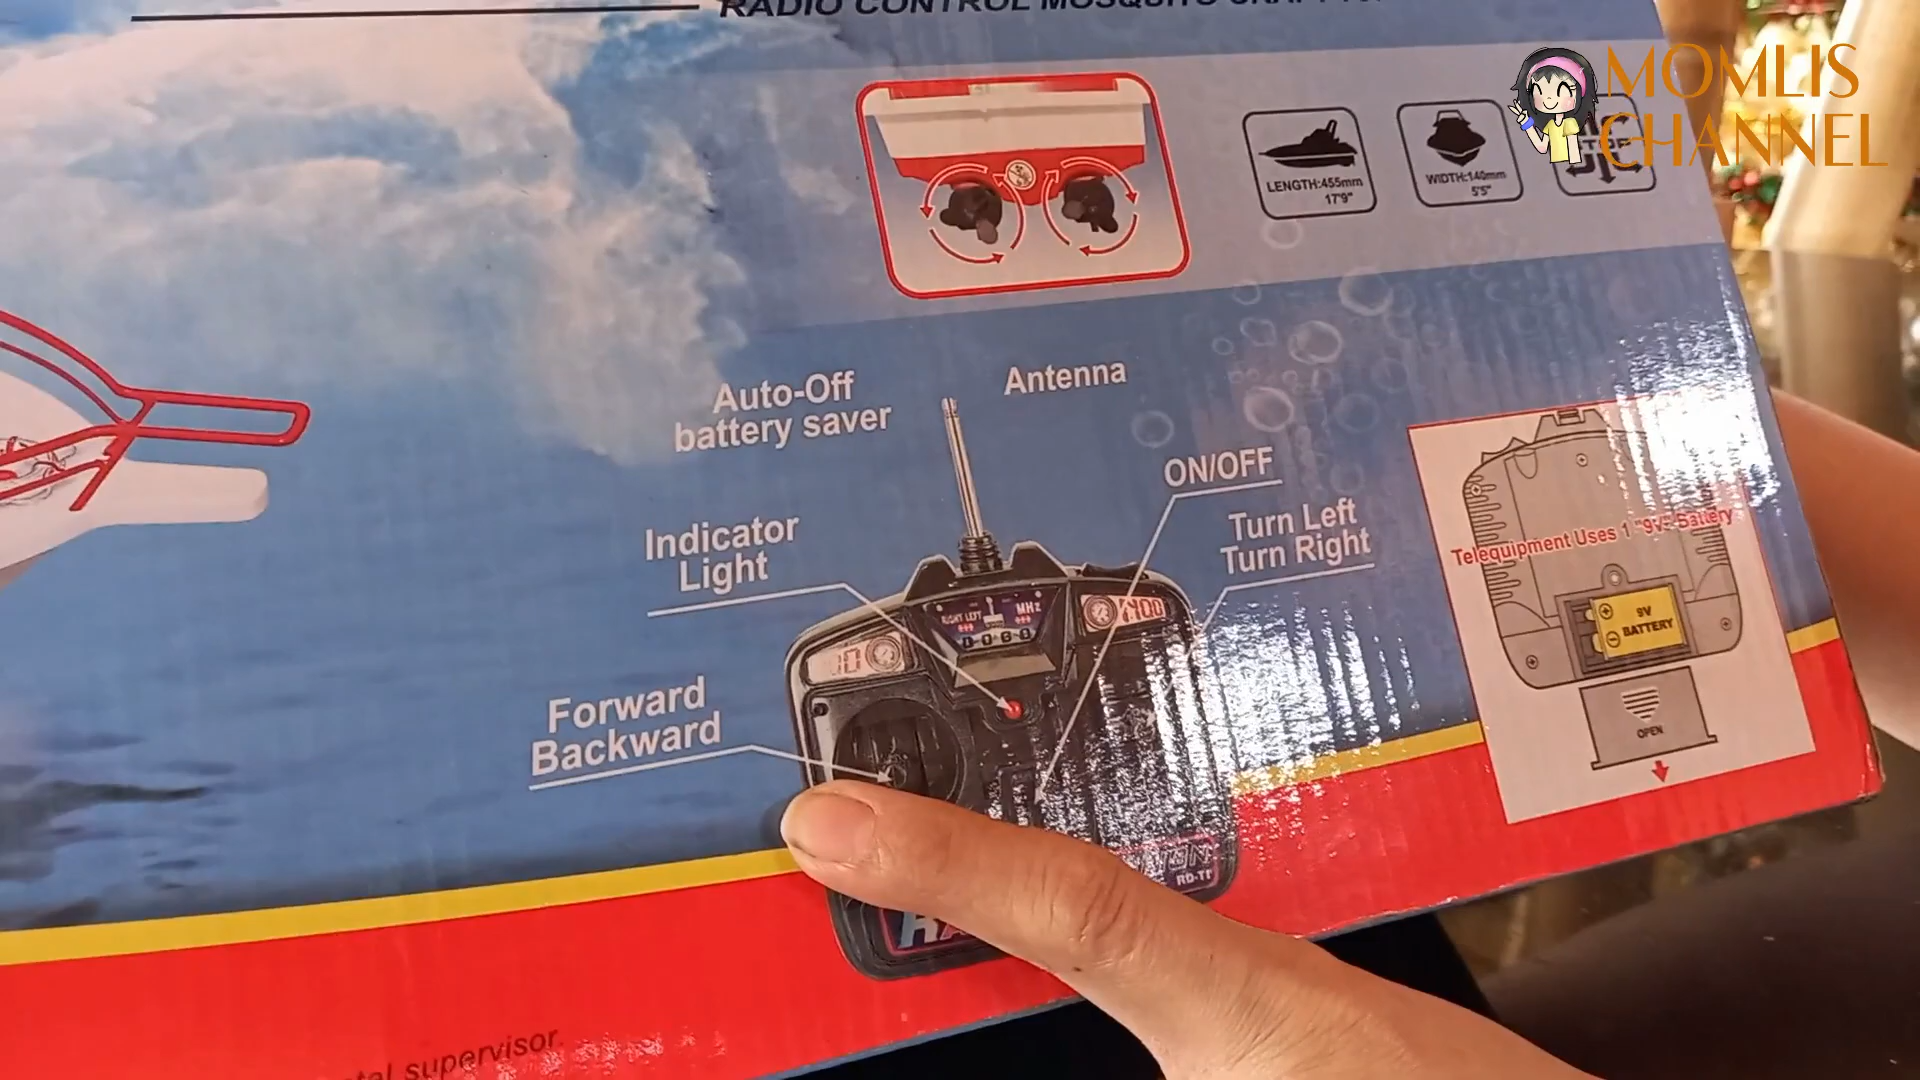 RADIO CONTROL MOSQUITO CRAFT
MOMLIS
CHANNEL
LENGTH:455mm
17'9"
WIDTH:140mm
5'5"
Auto-Off
battery saver
Antenna
ON/OFF
Turn Left
Turn Right
Indicator
Light
Forward
Backward
Telequipment Uses 1 "9V" Battery
9V
BATTERY
OPEN
RIGHT LEFT
MHz
supervisor.